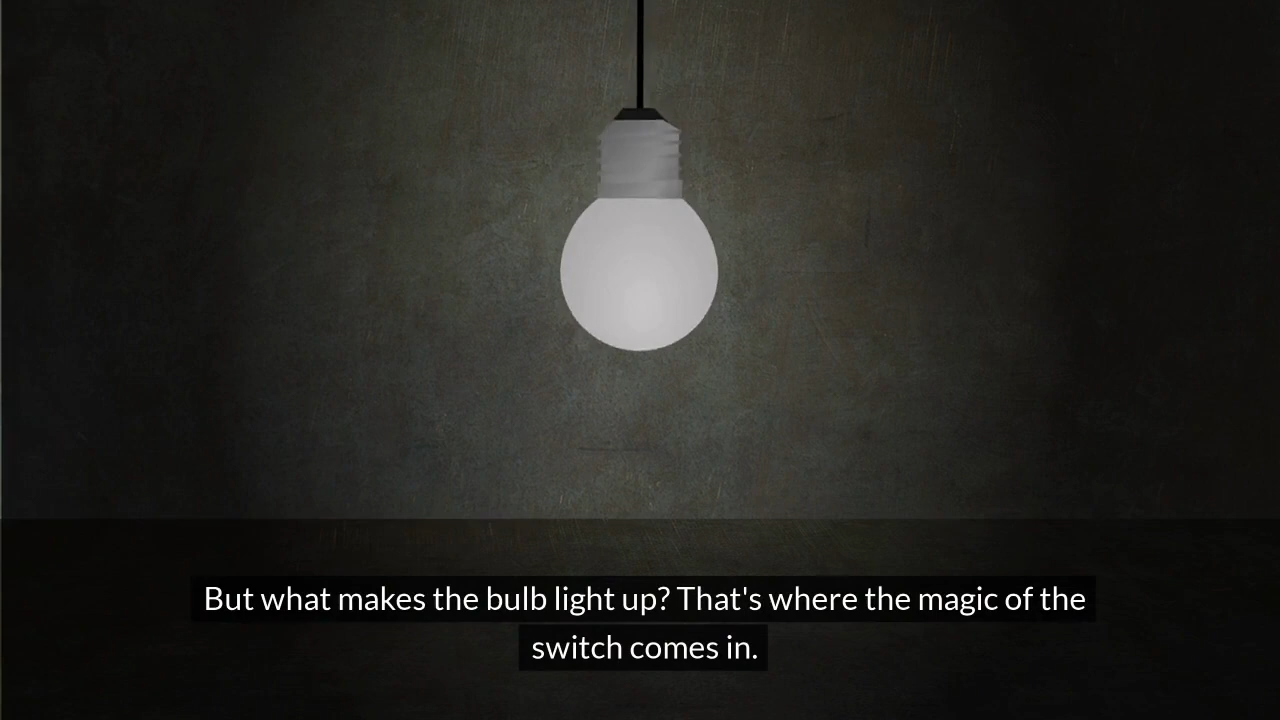 But what makes the bulb light up? That's where the magic of the
switch comes in.